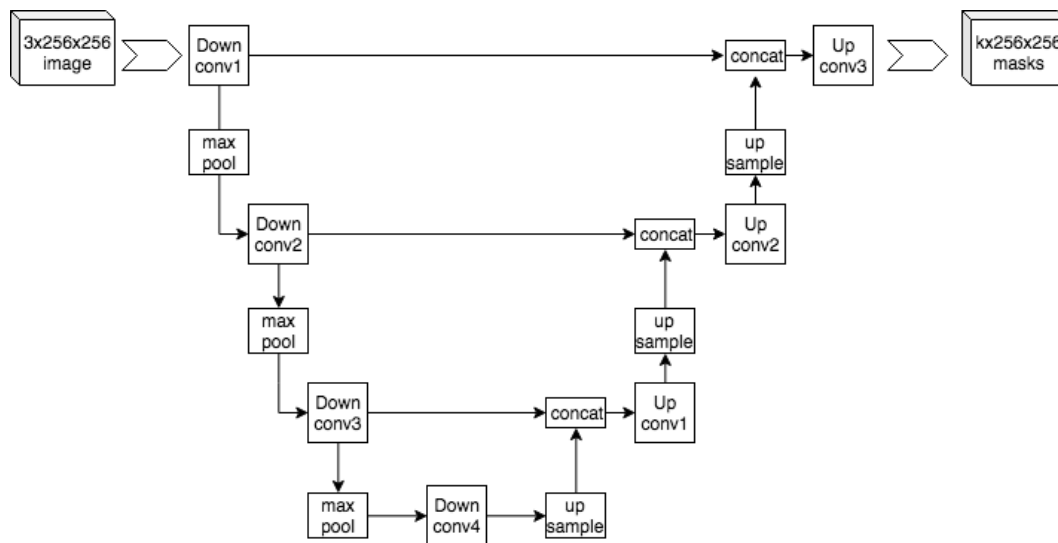 3x256x256
image
Down
conv1
concat
Up
conv3
kx256x256
masks
max
pool
up
sample
Down
conv2
concat
Up
conv2
max
pool
up
sample
Down
conv3
concat
Up
conv1
max
pool
Down
conv4
up
sample